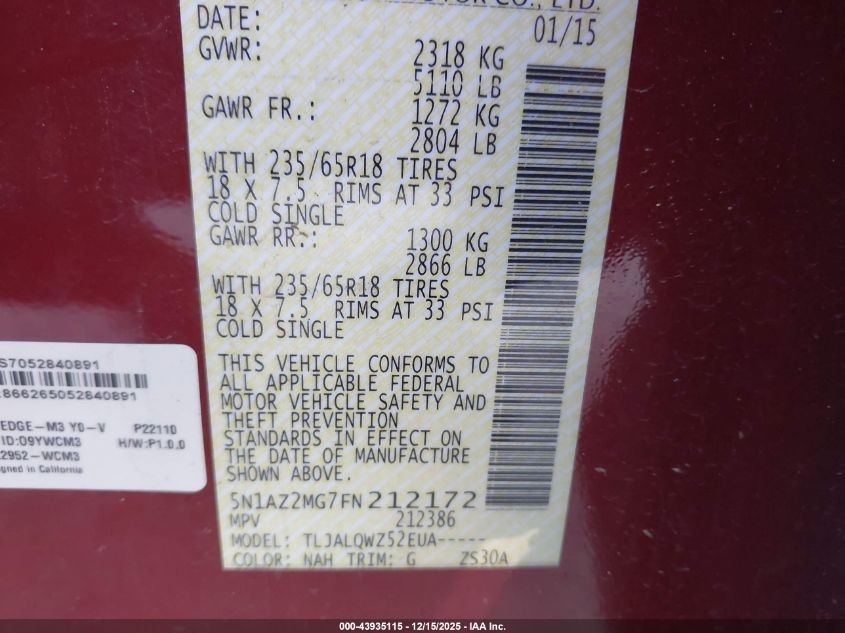 MOTOR CO., LTD.
DATE: 01/15
GVWR: 2318 KG
5110 LB
GAWR FR.: 1272 KG
2804 LB
WITH 235/65R18 TIRES
18 X 7.5 RIMS AT 33 PSI
COLD SINGLE
GAWR RR.: 1300 KG
2866 LB
WITH 235/65R18 TIRES
18 X 7.5 RIMS AT 33 PSI
COLD SINGLE
THIS VEHICLE CONFORMS TO
ALL APPLICABLE FEDERAL
MOTOR VEHICLE SAFETY AND
THEFT PREVENTION
STANDARDS IN EFFECT ON
THE DATE OF MANUFACTURE
SHOWN ABOVE.
5N1AZ2MG7FN212172
MPV 212386
MODEL: TLJALQWZ52EUA-----
COLOR: NAH TRIM: G ZS30A
S7052840891
866265052840891
EDGE-M3 Y0-V P22110
ID:09YWCM3 H/W:P1.0.0
2952-WCM3
gned in California
000-43935115 - 12/15/2025 - IAA Inc.